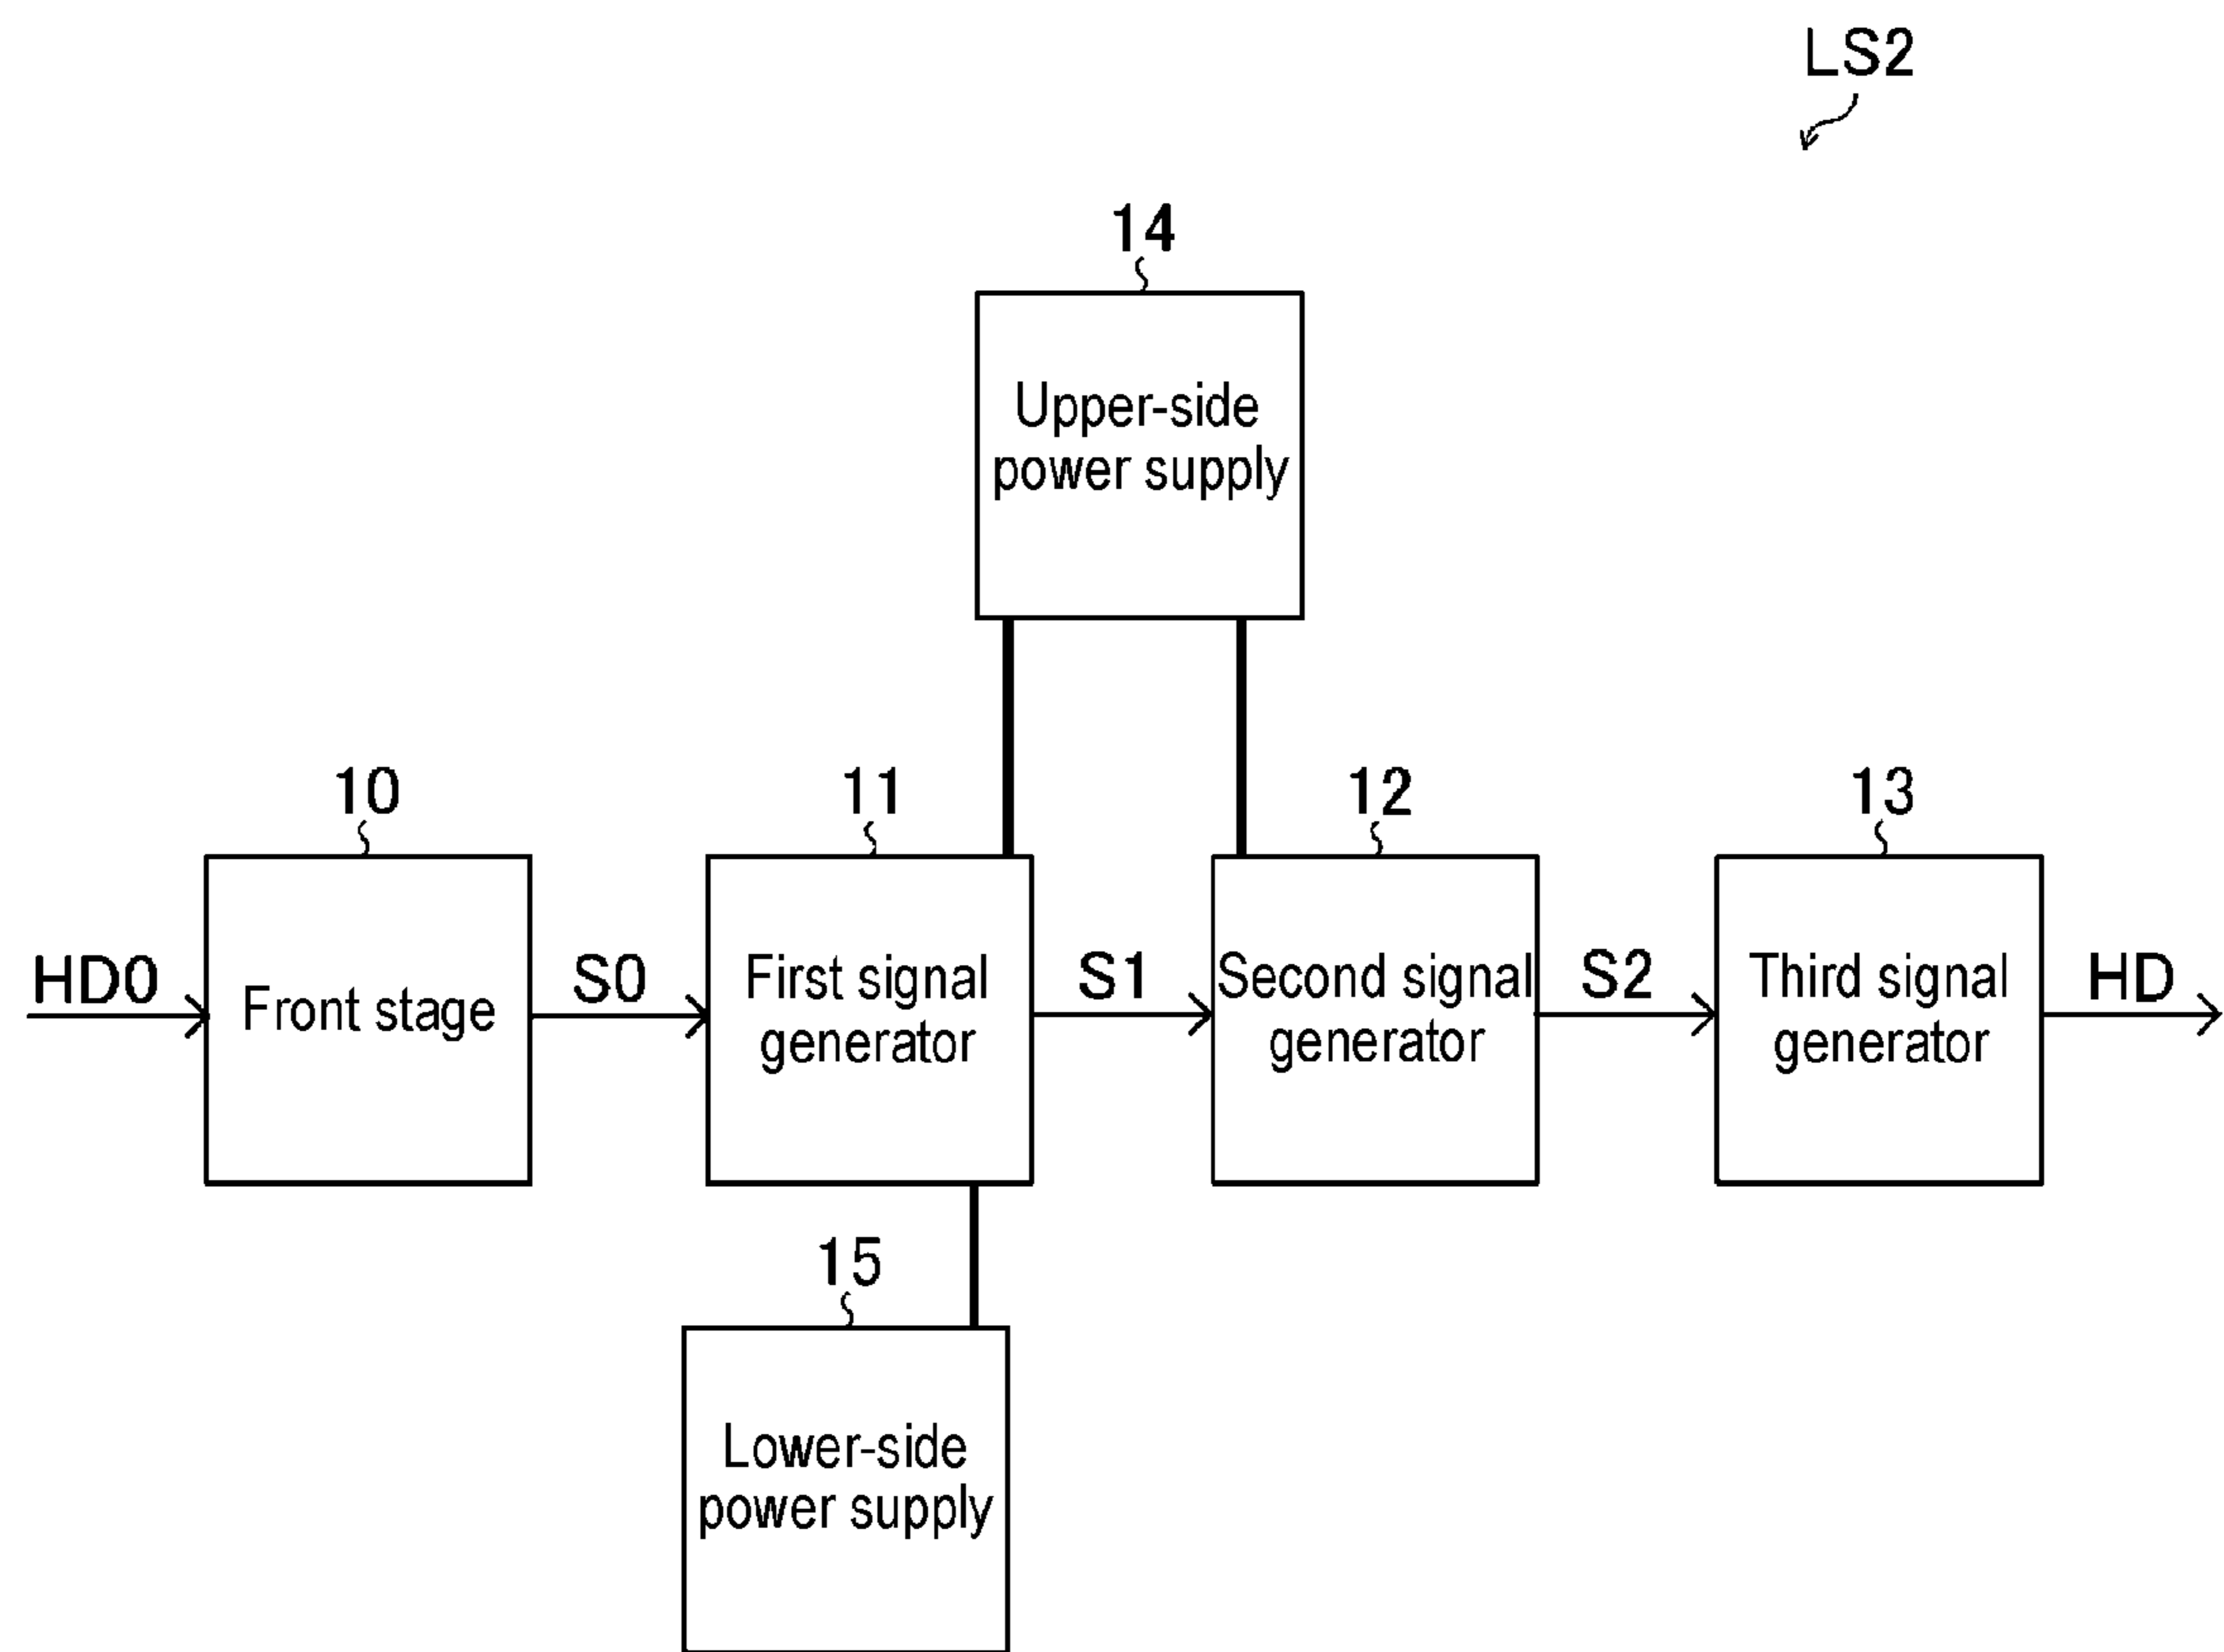 LS2
14
Upper-side
power supply
10
11
12
13
HD0
Front stage
S0
First signal
generator
S1
Second signal
generator
S2
Third signal
generator
HD
15
Lower-side
power supply